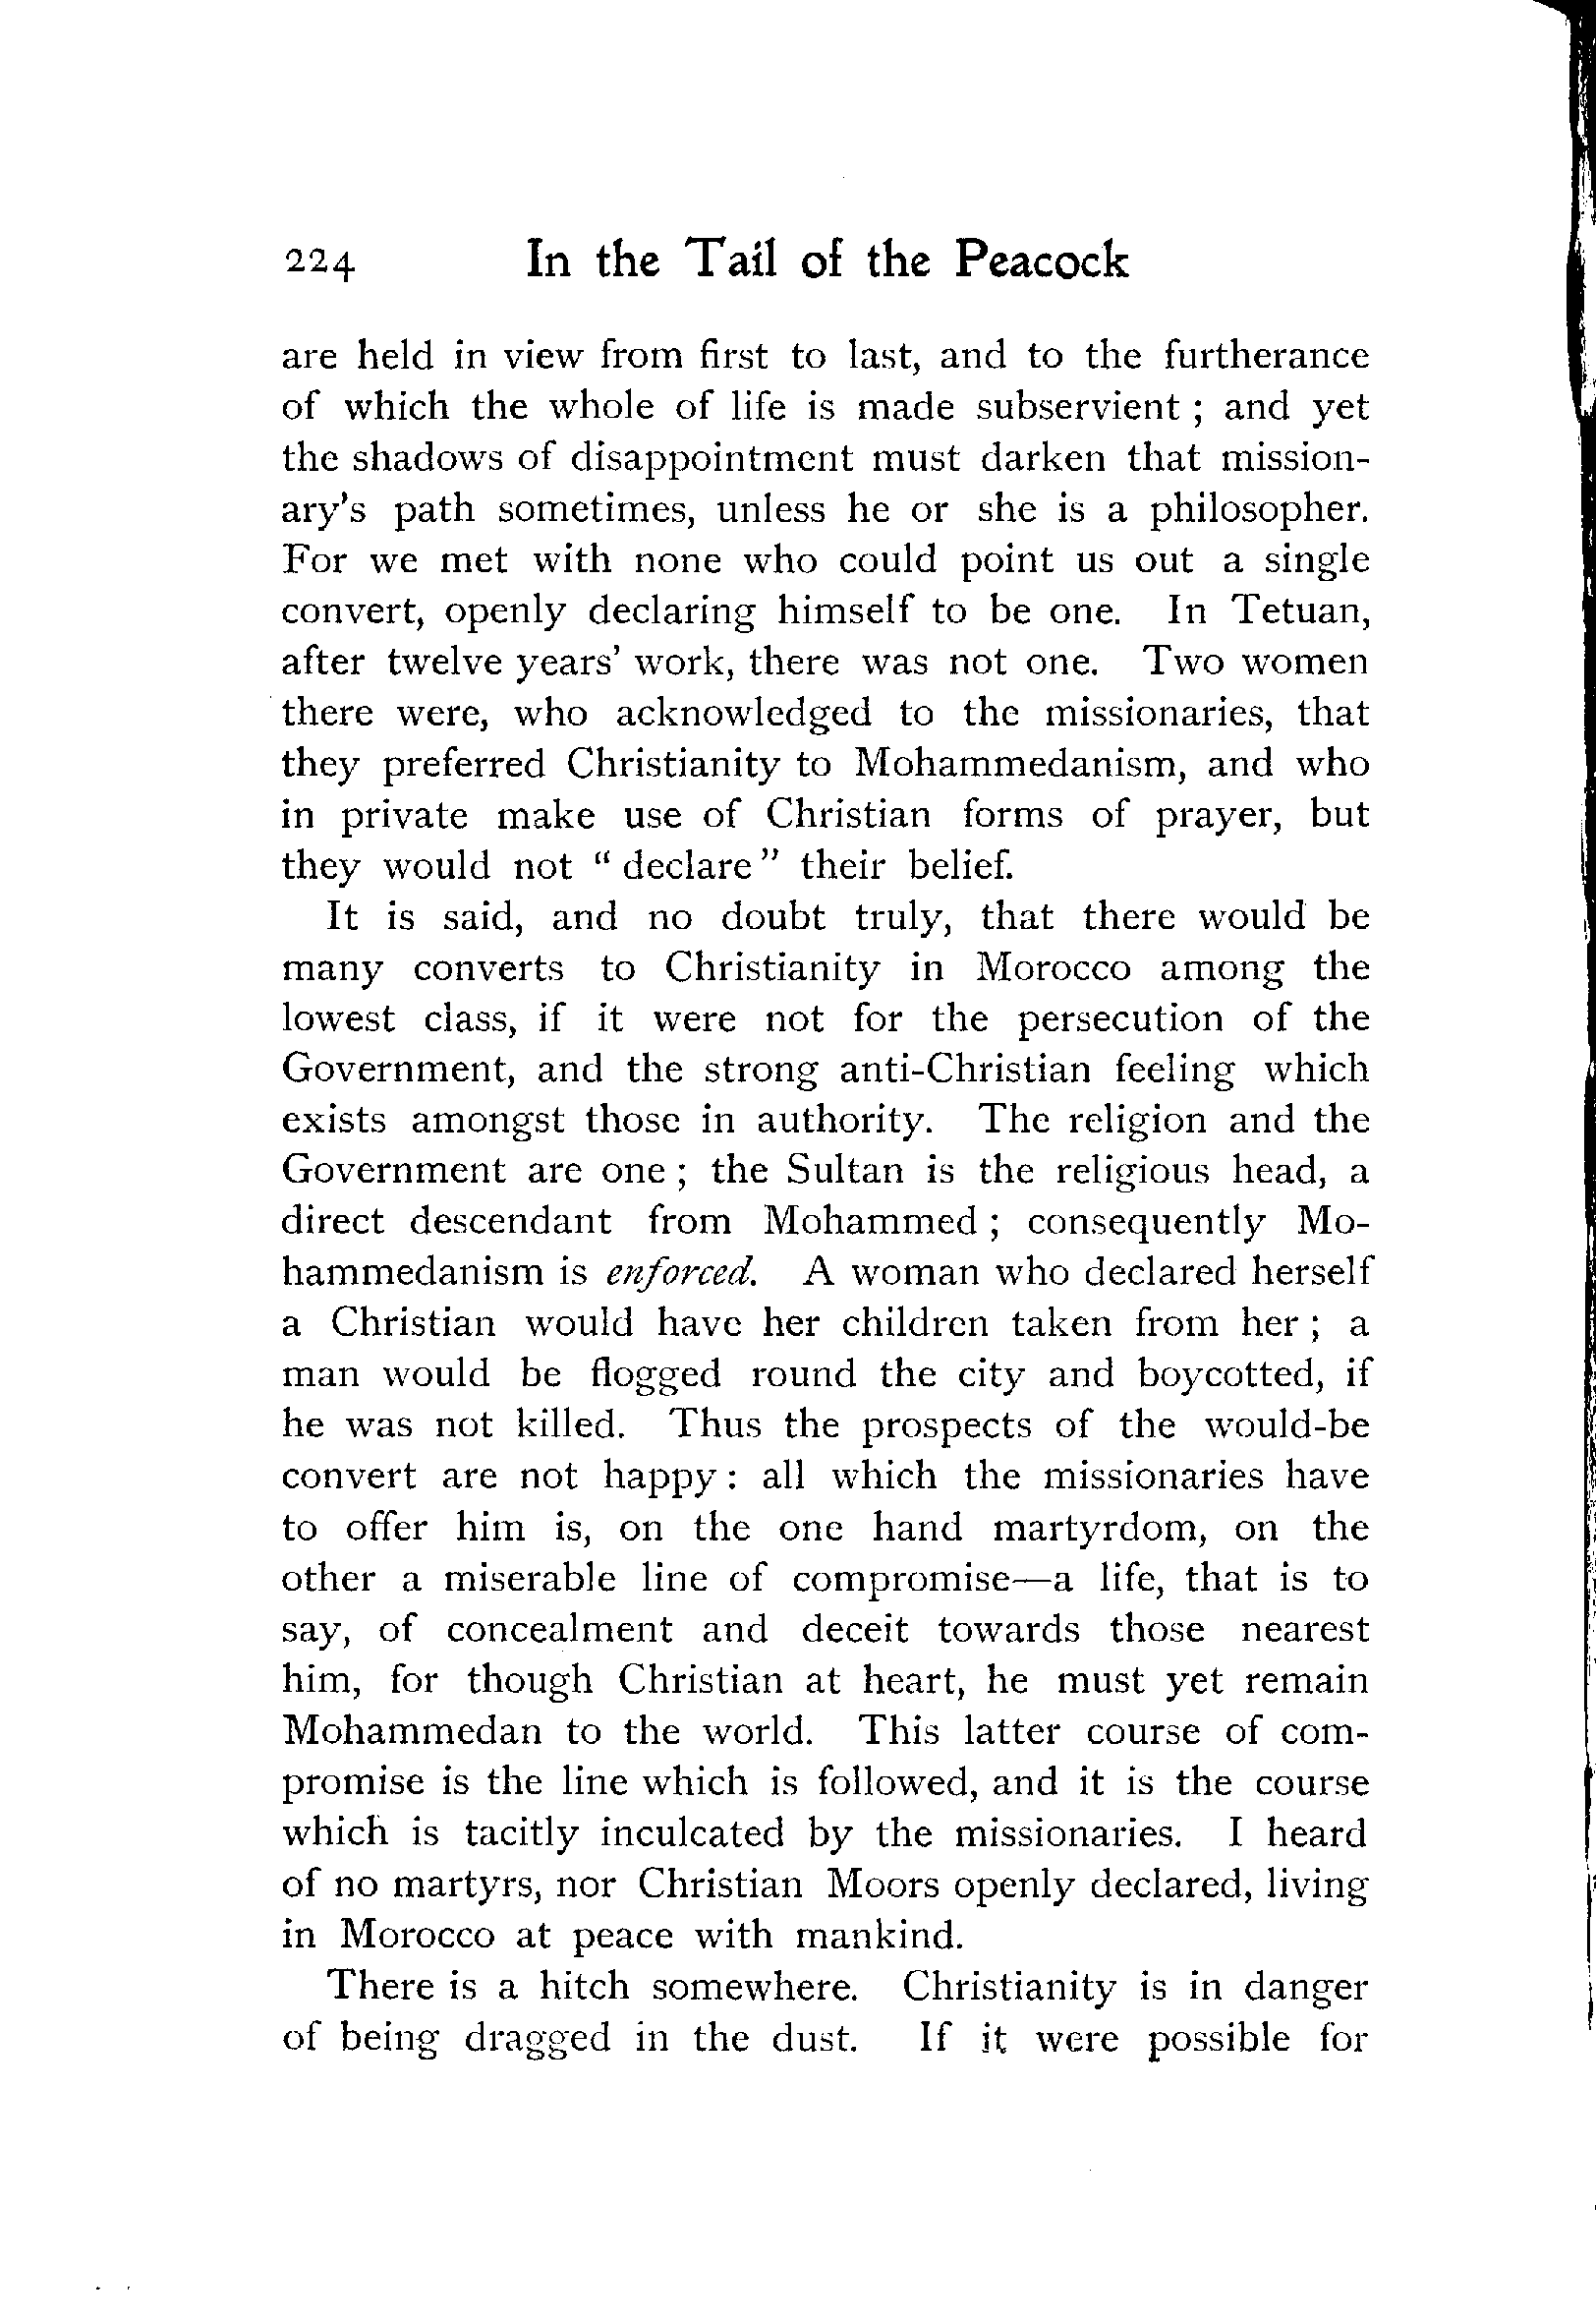 224 In the Tail of the Peacock
are held in view from first to last, and to the furtherance
of which the whole of life is made subservient ; and yet
the shadows of disappointment must darken that mission-
ary's path sometimes, unless he or she is a philosopher.
For we met with none who could point us out a single
convert, openly declaring himself to be one. In Tetuan,
after twelve years' work, there was not one. Two women
there were, who acknowledged to the missionaries, that
they preferred Christianity to Mohammedanism, and who
in private make use of Christian forms of prayer, but
they would not " declare " their belief.
It is said, and no doubt truly, that there would be
many converts to Christianity in Morocco among the
lowest class, if it were not for the persecution of the
Government, and the strong anti-Christian feeling which
exists amongst those in authority. The religion and the
Government are one ; the Sultan is the religious head, a
direct descendant from Mohammed ; consequently Mo-
hammedanism is enforced. A woman who declared herself
a Christian would have her children taken from her ; a
man would be flogged round the city and boycotted, if
he was not killed. Thus the prospects of the would-be
convert are not happy : all which the missionaries have
to offer him is, on the one hand martyrdom, on the
other a miserable line of compromise—a life, that is to
say, of concealment and deceit towards those nearest
him, for though Christian at heart, he must yet remain
Mohammedan to the world. This latter course of com-
promise is the line which is followed, and it is the course
which is tacitly inculcated by the missionaries. I heard
of no martyrs, nor Christian Moors openly declared, living
in Morocco at peace with mankind.
There is a hitch somewhere. Christianity is in danger
of being dragged in the dust. If it were possible for